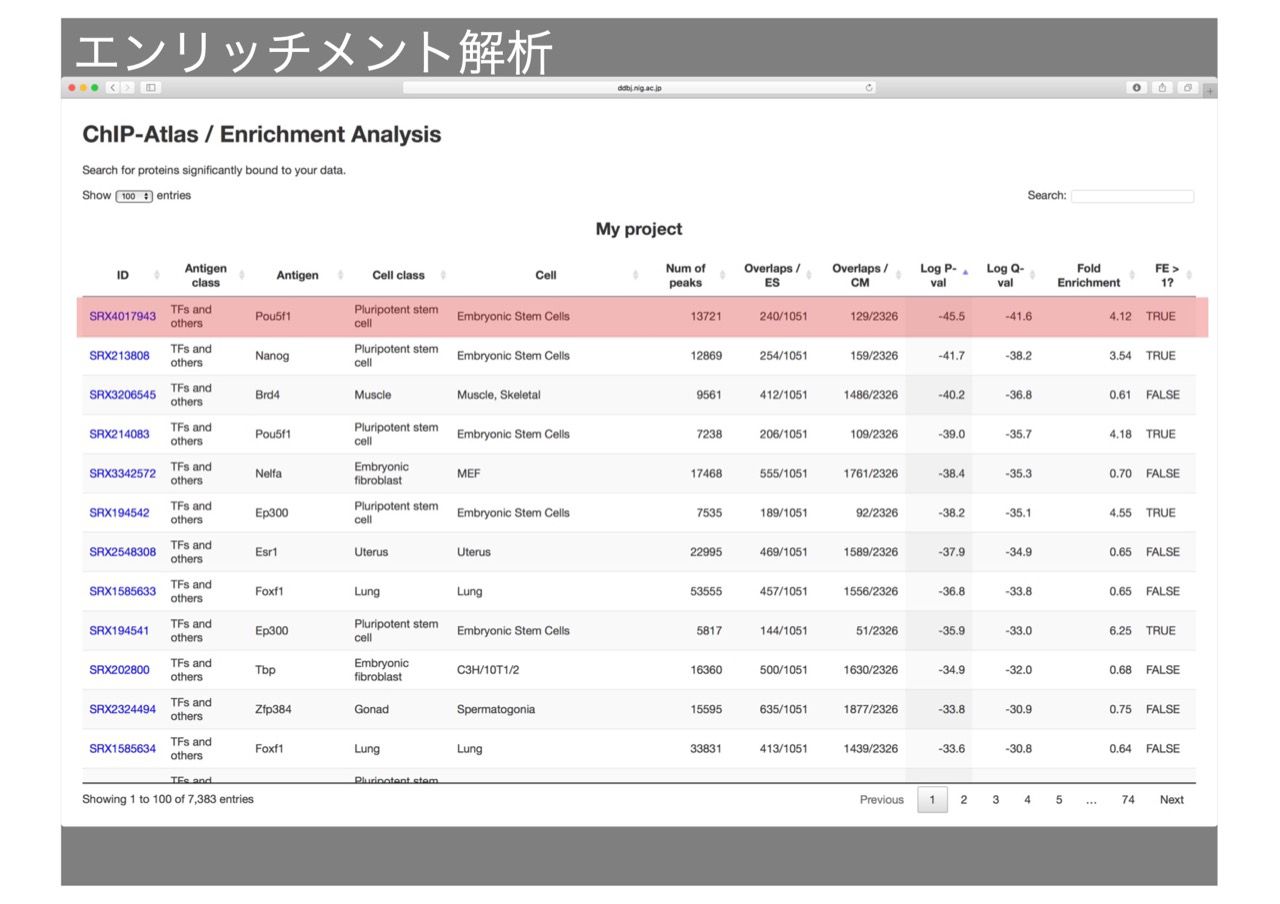 エンリッチメント解析
ddbj.nig.ac.jp
ChIP-Atlas / Enrichment Analysis
Search for proteins significantly bound to your data.
Show 100 entries Search:
My project
ID Antigen class Antigen Cell class Cell Num of peaks Overlaps / ES Overlaps / CM Log P-val Log Q-val Fold Enrichment FE > 1?
SRX4017943 TFs and others Pou5f1 Pluripotent stem cell Embryonic Stem Cells 13721 240/1051 129/2326 -45.5 -41.6 4.12 TRUE
SRX213808 TFs and others Nanog Pluripotent stem cell Embryonic Stem Cells 12869 254/1051 159/2326 -41.7 -38.2 3.54 TRUE
SRX3206545 TFs and others Brd4 Muscle Muscle, Skeletal 9561 412/1051 1486/2326 -40.2 -36.8 0.61 FALSE
SRX214083 TFs and others Pou5f1 Pluripotent stem cell Embryonic Stem Cells 7238 206/1051 109/2326 -39.0 -35.7 4.18 TRUE
SRX3342572 TFs and others Nelfa Embryonic fibroblast MEF 17468 555/1051 1761/2326 -38.4 -35.3 0.70 FALSE
SRX194542 TFs and others Ep300 Pluripotent stem cell Embryonic Stem Cells 7535 189/1051 92/2326 -38.2 -35.1 4.55 TRUE
SRX2548308 TFs and others Esr1 Uterus Uterus 22995 469/1051 1589/2326 -37.9 -34.9 0.65 FALSE
SRX1585633 TFs and others Foxf1 Lung Lung 53555 457/1051 1556/2326 -36.8 -33.8 0.65 FALSE
SRX194541 TFs and others Ep300 Pluripotent stem cell Embryonic Stem Cells 5817 144/1051 51/2326 -35.9 -33.0 6.25 TRUE
SRX202800 TFs and others Tbp Embryonic fibroblast C3H/10T1/2 16360 500/1051 1630/2326 -34.9 -32.0 0.68 FALSE
SRX2324494 TFs and others Zfp384 Gonad Spermatogonia 15595 635/1051 1877/2326 -33.8 -30.9 0.75 FALSE
SRX1585634 TFs and others Foxf1 Lung Lung 33831 413/1051 1439/2326 -33.6 -30.8 0.64 FALSE
TFs and Pluripotent stem
Showing 1 to 100 of 7,383 entries Previous 1 2 3 4 5 … 74 Next